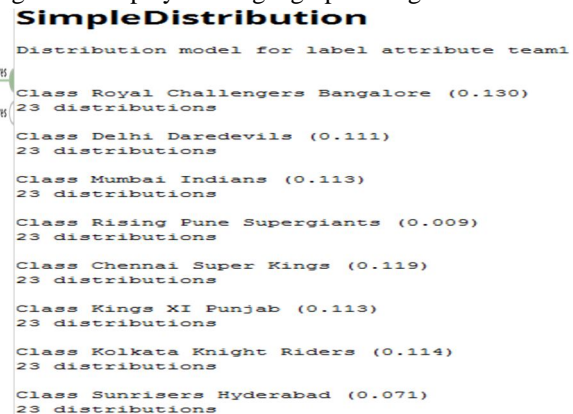 SimpleDistribution
Distribution model for label attribute team1
Class Royal Challengers Bangalore (0.130)
23 distributions
Class Delhi Daredevils (0.111)
23 distributions
Class Mumbai Indians (0.113)
23 distributions
Class Rising Pune Supergiants (0.009)
23 distributions
Class Chennai Super Kings (0.119)
23 distributions
Class Kings XI Punjab (0.113)
23 distributions
Class Kolkata Knight Riders (0.114)
23 distributions
Class Sunrisers Hyderabad (0.071)
23 distributions